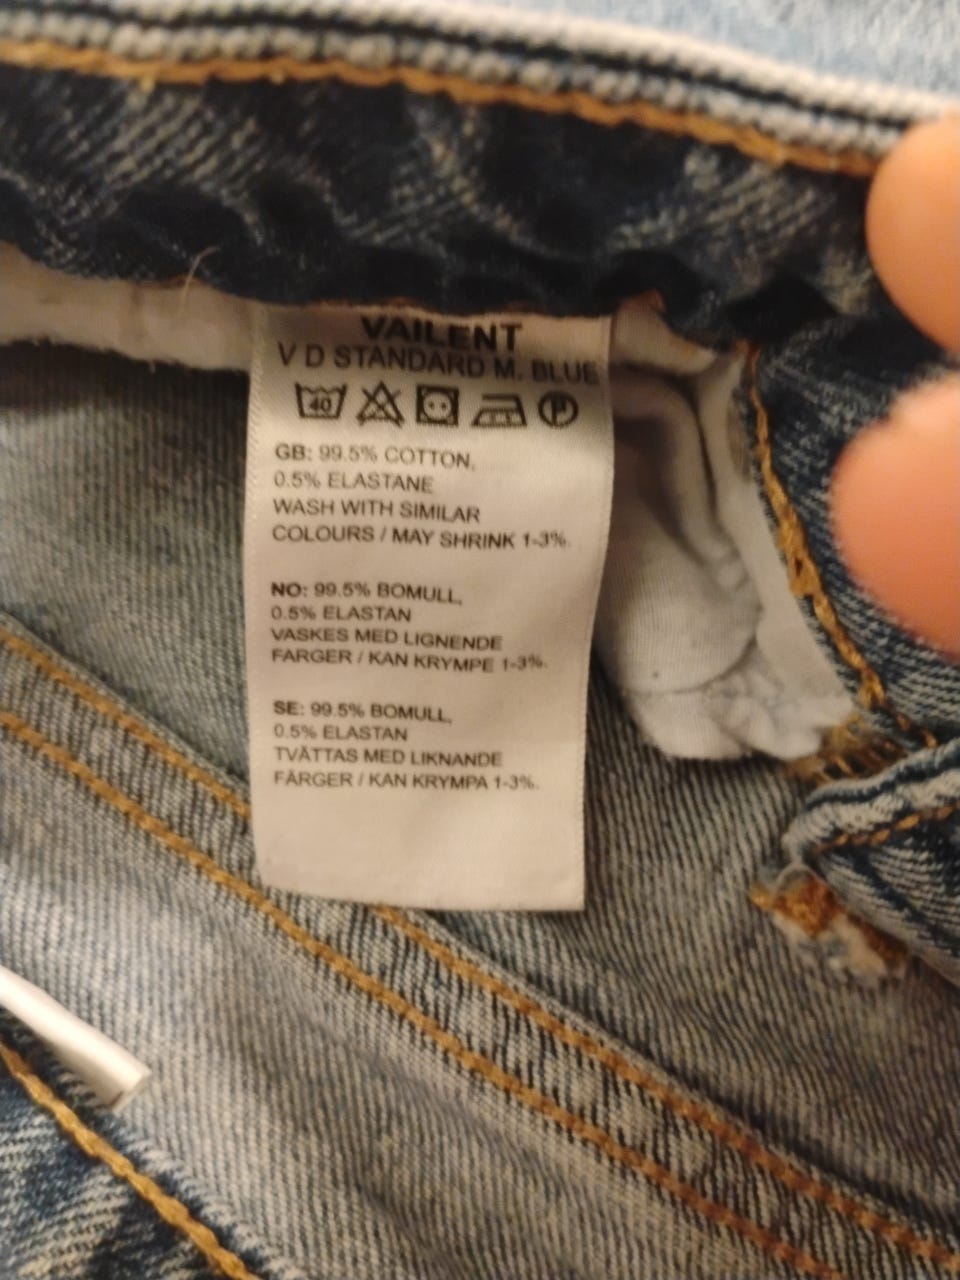 VAILENT
V D STANDARD M. BLUE
40 P
GB: 99.5% COTTON,
0.5% ELASTANE
WASH WITH SIMILAR
COLOURS / MAY SHRINK 1-3%.
NO: 99.5% BOMULL,
0.5% ELASTAN
VASKES MED LIGNENDE
FARGER / KAN KRYMPE 1-3%.
SE: 99.5% BOMULL,
0.5% ELASTAN
TVÄTTAS MED LIKNANDE
FÄRGER / KAN KRYMPA 1-3%.